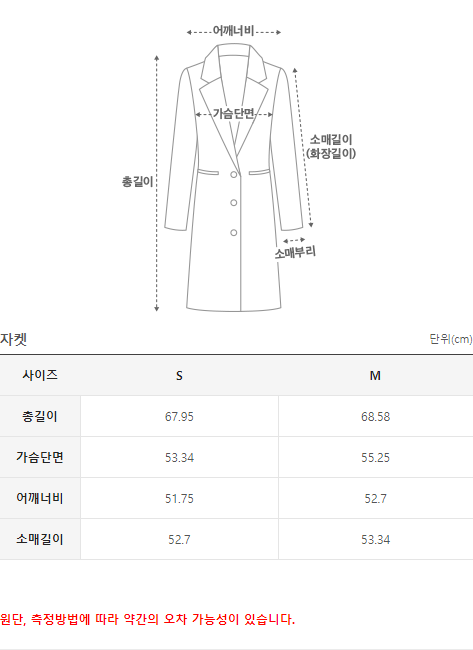 어깨너비
가슴단면
소매길이
(화장길이)
총길이
소매부리
자켓 단위(cm)
사이즈 S M
총길이 67.95 68.58
가슴단면 53.34 55.25
어깨너비 51.75 52.7
소매길이 52.7 53.34
원단, 측정방법에 따라 약간의 오차 가능성이 있습니다.